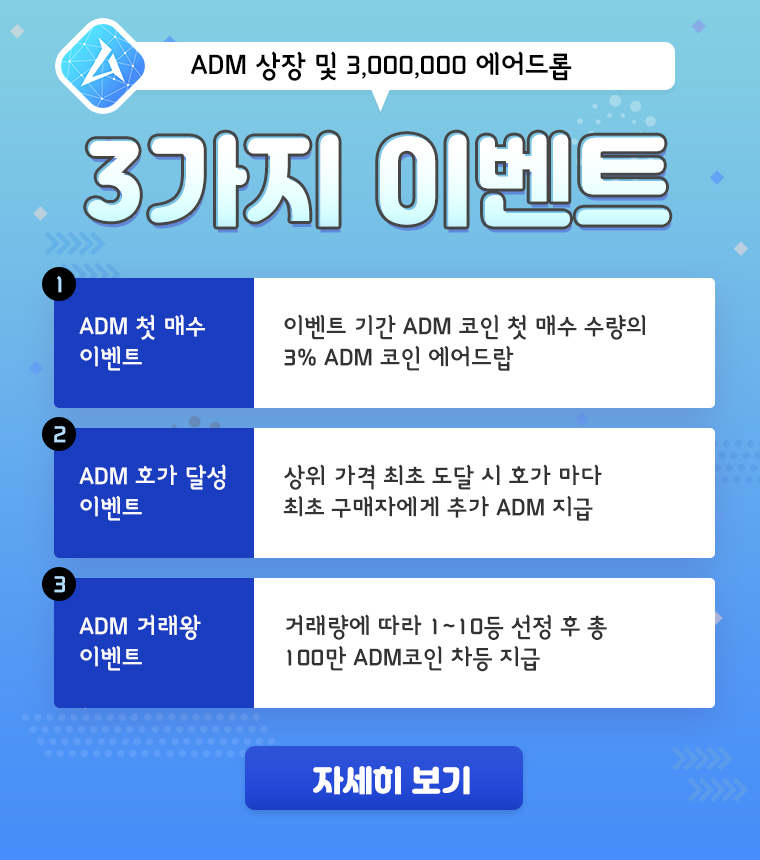 ADM 상장 및 3,000,000 에어드롭
3가지 이벤트
1
ADM 첫 매수
이벤트
이벤트 기간 ADM 코인 첫 매수 수량의
3% ADM 코인 에어드랍
2
ADM 호가 달성
이벤트
상위 가격 최초 도달 시 호가 마다
최초 구매자에게 추가 ADM 지급
3
ADM 거래왕
이벤트
거래량에 따라 1~10등 선정 후 총
100만 ADM코인 차등 지급
자세히 보기